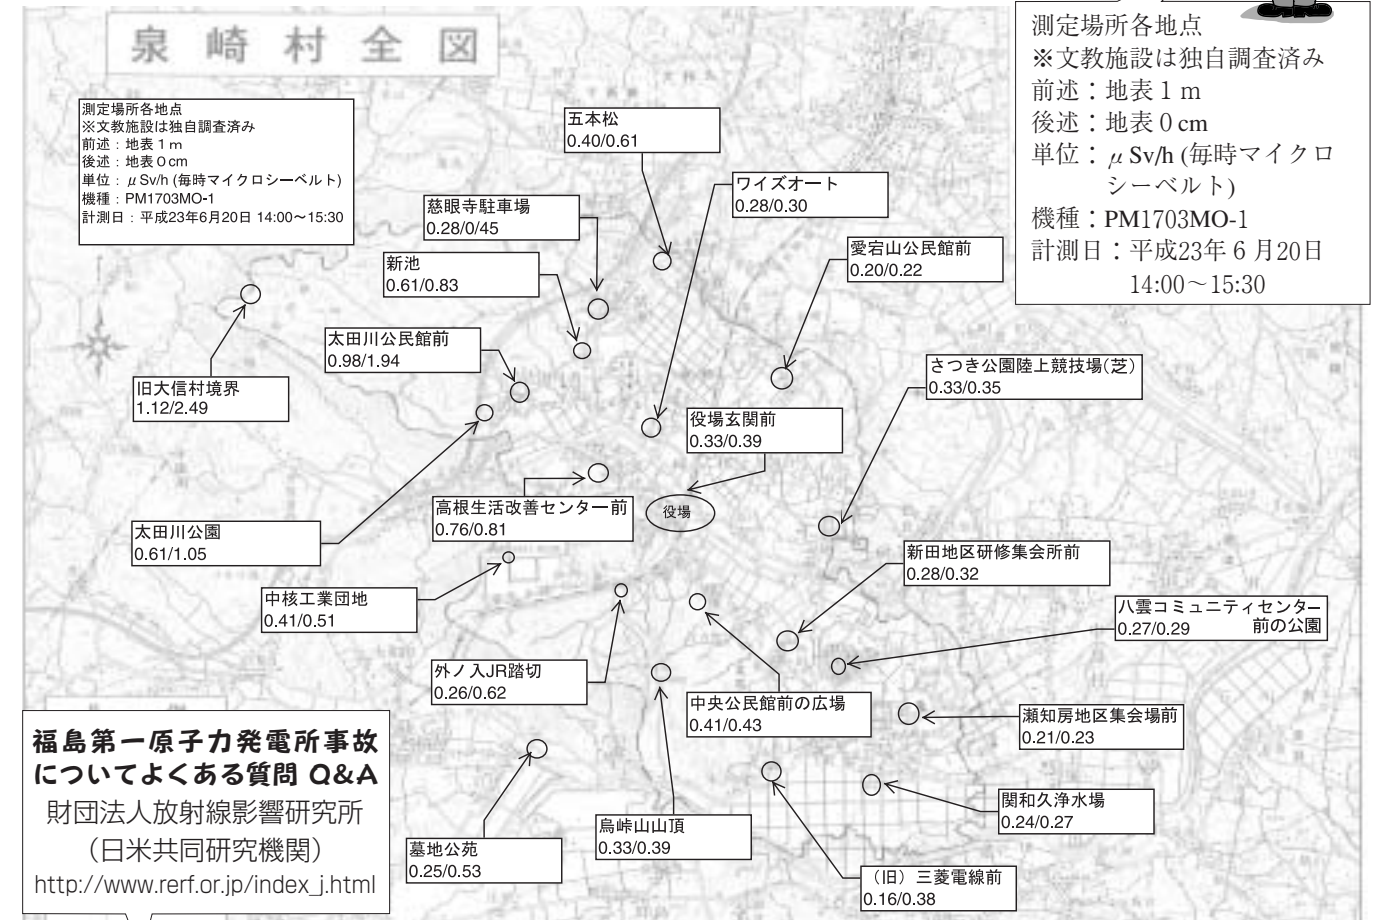 泉崎村全図
測定場所各地点
※文教施設は独自調査済み
前述：地表１ｍ
後述：地表０cm
単位：μSv/h (毎時マイクロシーベルト)
機種：PM1703MO-1
計測日：平成23年6月20日 14:00～15:30
測定場所各地点
※文教施設は独自調査済み
前述：地表１ｍ
後述：地表０cm
単位：μSv/h (毎時マイクロ
シーベルト)
機種：PM1703MO-1
計測日：平成23年６月20日
14:00～15:30
五本松
0.40/0.61
ワイズオート
0.28/0.30
慈眼寺駐車場
0.28/0/45
愛宕山公民館前
0.20/0.22
新池
0.61/0.83
太田川公民館前
0.98/1.94
さつき公園陸上競技場(芝)
0.33/0.35
旧大信村境界
1.12/2.49
役場玄関前
0.33/0.39
高根生活改善センター前
0.76/0.81
役場
太田川公園
0.61/1.05
新田地区研修集会所前
0.28/0.32
中核工業団地
0.41/0.51
八雲コミュニティセンター
0.27/0.29 前の公園
外ノ入JR踏切
0.26/0.62
中央公民館前の広場
0.41/0.43
瀬知房地区集会場前
0.21/0.23
関和久浄水場
0.24/0.27
烏峠山山頂
0.33/0.39
墓地公苑
0.25/0.53
（旧）三菱電線前
0.16/0.38
福島第一原子力発電所事故
についてよくある質問 Q&A
財団法人放射線影響研究所
（日米共同研究機関）
http://www.rerf.or.jp/index_j.html